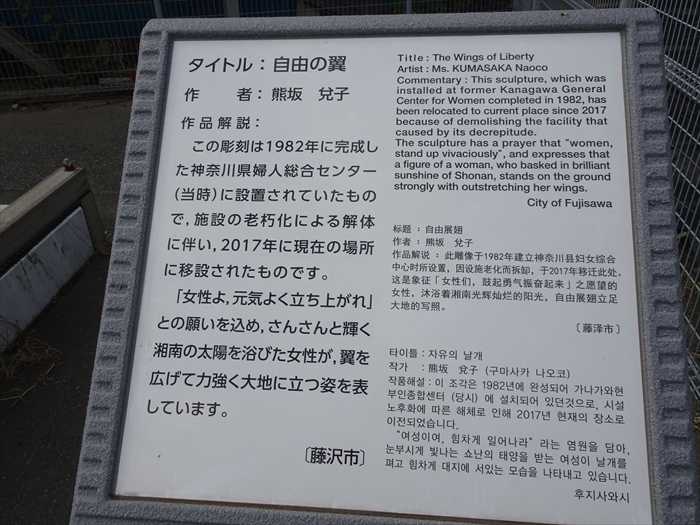 タイトル：自由の翼
作　者：熊坂　兌子
作品解説：
この彫刻は1982年に完成し
た神奈川県婦人総合センター
（当時）に設置されていたもの
で，施設の老朽化による解体
に伴い，2017年に現在の場所
に移設されたものです。
「女性よ，元気よく立ち上がれ」
との願いを込め，さんさんと輝く
湘南の太陽を浴びた女性が，翼を
広げて力強く大地に立つ姿を表
しています。
〔藤沢市〕
Title : The Wings of Liberty
Artist : Ms. KUMASAKA Naoco
Commentary : This sculpture, which was
installed at former Kanagawa General
Center for Women completed in 1982, has
been relocated to current place since 2017
because of demolishing the facility that
caused by its decrepitude.
The sculpture has a prayer that "women,
stand up vivaciously", and expresses that
a figure of a woman, who basked in brilliant
sunshine of Shonan, stands on the ground
strongly with outstretching her wings.
City of Fujisawa
标题 : 自由展翅
作者 : 熊坂　兌子
作品解说 : 此雕像于1982年建立神奈川县妇女综合
中心时所设置，因设施老化而拆卸，于2017年移迁此处。
这是象征「女性们，鼓起勇气振奋起来」之愿望的
女性，沐浴着湘南光辉灿烂的阳光，自由展翅立足
大地的写照。
〔藤泽市〕
타이틀 : 자유의 날개
작가　: 熊坂　兌子 (구마사카 나오코)
작품해설 : 이 조각은 1982년에 완성되어 가나가와현
부인종합센터 (당시) 에 설치되어 있던것으로, 시설
노후화에 따른 해체로 인해 2017년 현재의 장소로
이전되었습니다.
"여성이여, 힘차게 일어나라" 라는 염원을 담아,
눈부시게 빛나는 쇼난의 태양을 받는 여성이 날개를
펴고 힘차게 대지에 서있는 모습을 나타내고 있습니다.
후지사와시